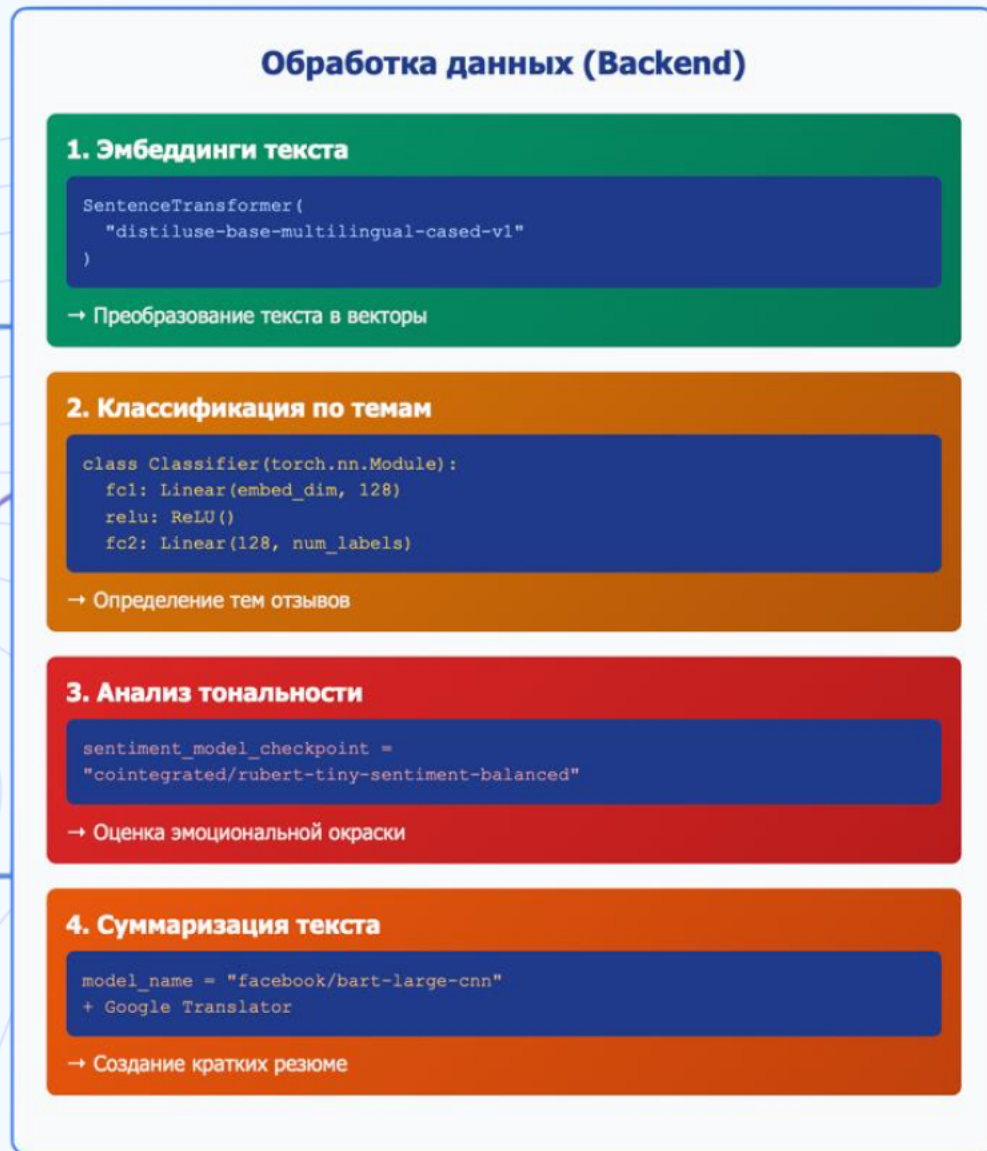 Обработка данных (Backend)
1. Эмбеддинги текста
SentenceTransformer(
"distiluse-base-multilingual-cased-v1"
)
→ Преобразование текста в векторы
2. Классификация по темам
class Classifier(torch.nn.Module):
fc1: Linear(embed_dim, 128)
relu: ReLU()
fc2: Linear(128, num_labels)
→ Определение тем отзывов
3. Анализ тональности
sentiment_model_checkpoint =
"cointegrated/rubert-tiny-sentiment-balanced"
→ Оценка эмоциональной окраски
4. Суммаризация текста
model_name = "facebook/bart-large-cnn"
+ Google Translator
→ Создание кратких резюме